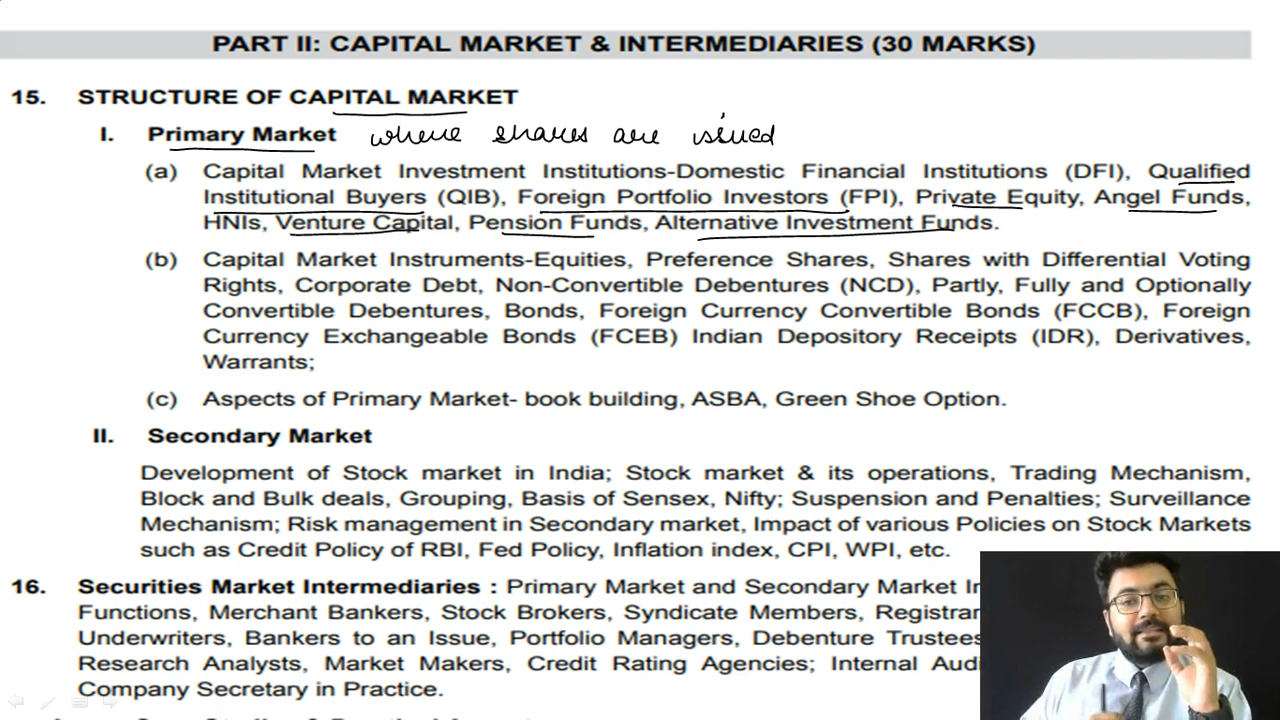 PART II: CAPITAL MARKET & INTERMEDIARIES (30 MARKS)
15. STRUCTURE OF CAPITAL MARKET
I. Primary Market where shares are issued
(a) Capital Market Investment Institutions-Domestic Financial Institutions (DFI), Qualified
Institutional Buyers (QIB), Foreign Portfolio Investors (FPI), Private Equity, Angel Funds,
HNIs, Venture Capital, Pension Funds, Alternative Investment Funds.
(b) Capital Market Instruments-Equities, Preference Shares, Shares with Differential Voting
Rights, Corporate Debt, Non-Convertible Debentures (NCD), Partly, Fully and Optionally
Convertible Debentures, Bonds, Foreign Currency Convertible Bonds (FCCB), Foreign
Currency Exchangeable Bonds (FCEB) Indian Depository Receipts (IDR), Derivatives,
Warrants;
(c) Aspects of Primary Market- book building, ASBA, Green Shoe Option.
II. Secondary Market
Development of Stock market in India; Stock market & its operations, Trading Mechanism,
Block and Bulk deals, Grouping, Basis of Sensex, Nifty; Suspension and Penalties; Surveillance
Mechanism; Risk management in Secondary market, Impact of various Policies on Stock Markets
such as Credit Policy of RBI, Fed Policy, Inflation index, CPI, WPI, etc.
16. Securities Market Intermediaries : Primary Market and Secondary Market In
Functions, Merchant Bankers, Stock Brokers, Syndicate Members, Registrar
Underwriters, Bankers to an Issue, Portfolio Managers, Debenture Trustees
Research Analysts, Market Makers, Credit Rating Agencies; Internal Audi
Company Secretary in Practice.